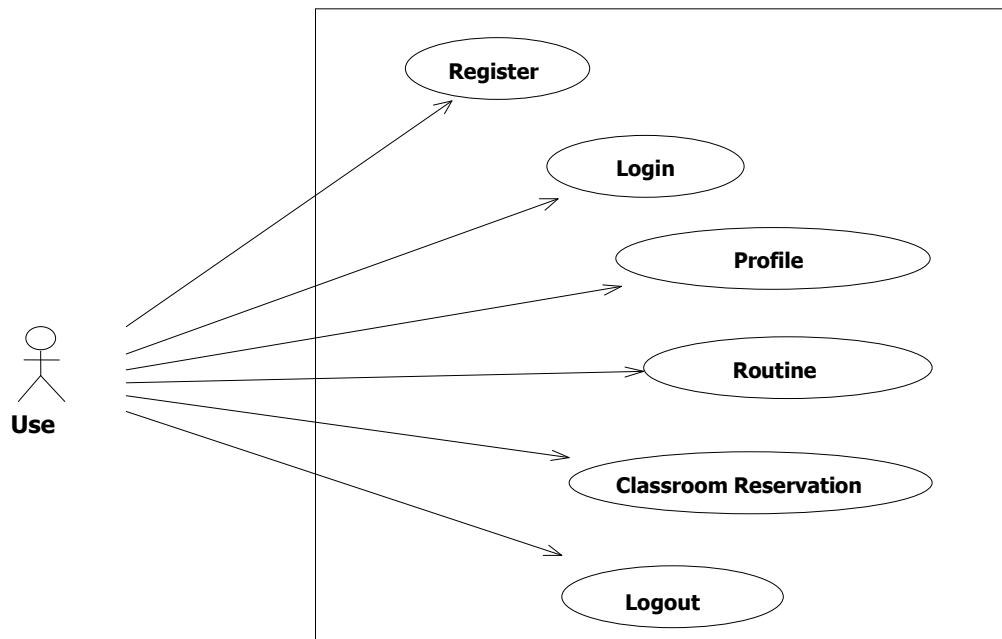 Register
Login
Profile
Routine
Use
Classroom Reservation
Logout